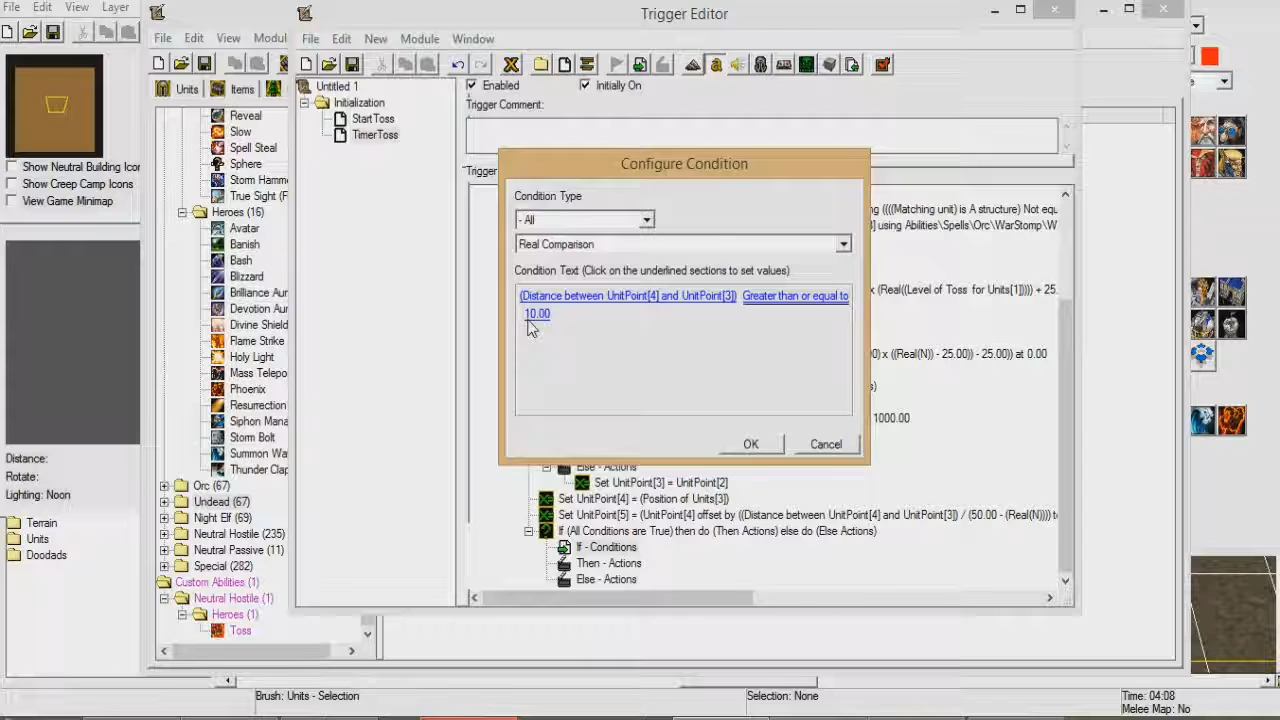 File Edit View Layer
Show Neutral Building Icon
Show Creep Camp Icons
View Game Minimap
Distance:
Rotate:
Lighting: Noon
Terrain
Units
Doodads
File Edit View Modul
Units Items
Reveal
Slow
Spell Steal
Sphere
Storm Hamme
True Sight (F
Heroes (16)
Avatar
Banish
Bash
Blizzard
Brilliance Aur
Devotion Aur
Divine Shield
Flame Strike
Holy Light
Mass Telepo
Phoenix
Resurrection
Siphon Mana
Storm Bolt
Summon Wa
Thunder Clap
Orc (67)
Undead (67)
Night Elf (69)
Neutral Hostile (235)
Neutral Passive (11)
Special (282)
Custom Abilities (1)
Neutral Hostile (1)
Heroes (1)
Toss
Trigger Editor
File Edit New Module Window
Untitled 1
Initialization
StartToss
TimerToss
Enabled Initially On
Trigger Comment:
Trigger
Configure Condition
Condition Type
- All
Real Comparison
Condition Text (Click on the underlined sections to set values)
(Distance between UnitPoint[4] and UnitPoint[3]) Greater than or equal to
10.00
OK Cancel
ng ((((Matching unit) is A structure) Not equ
4] using Abilities\Spells\Orc\WarStomp\W
x (Real((Level of Toss for Units[1]))) + 25.
00) x ((Real(N)) - 25.00)) - 25.00)) at 0.00
s)
1000.00
Else - Actions
Set UnitPoint[3] = UnitPoint[2]
Set UnitPoint[4] = (Position of Units[3])
Set UnitPoint[5] = (UnitPoint[4] offset by ((Distance between UnitPoint[4] and UnitPoint[3]) / (50.00 - (Real(N)))) to
If (All Conditions are True) then do (Then Actions) else do (Else Actions)
If - Conditions
Then - Actions
Else - Actions
Brush: Units - Selection
Selection: None
Time: 04:08
Melee Map: No